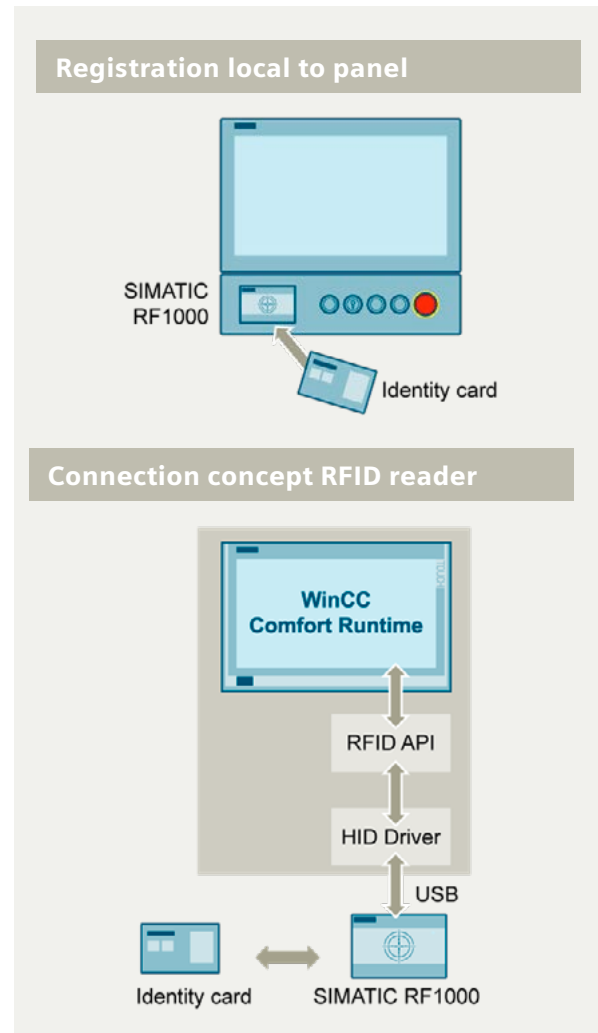 Registration local to panel
SIMATIC
RF1000
Identity card
Connection concept RFID reader
TOUCH
WinCC
Comfort Runtime
RFID API
HID Driver
USB
Identity card
SIMATIC RF1000